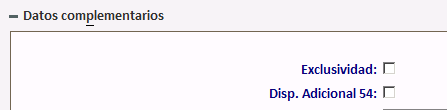 Datos complementarios
Exclusividad:
Disp. Adicional 54: